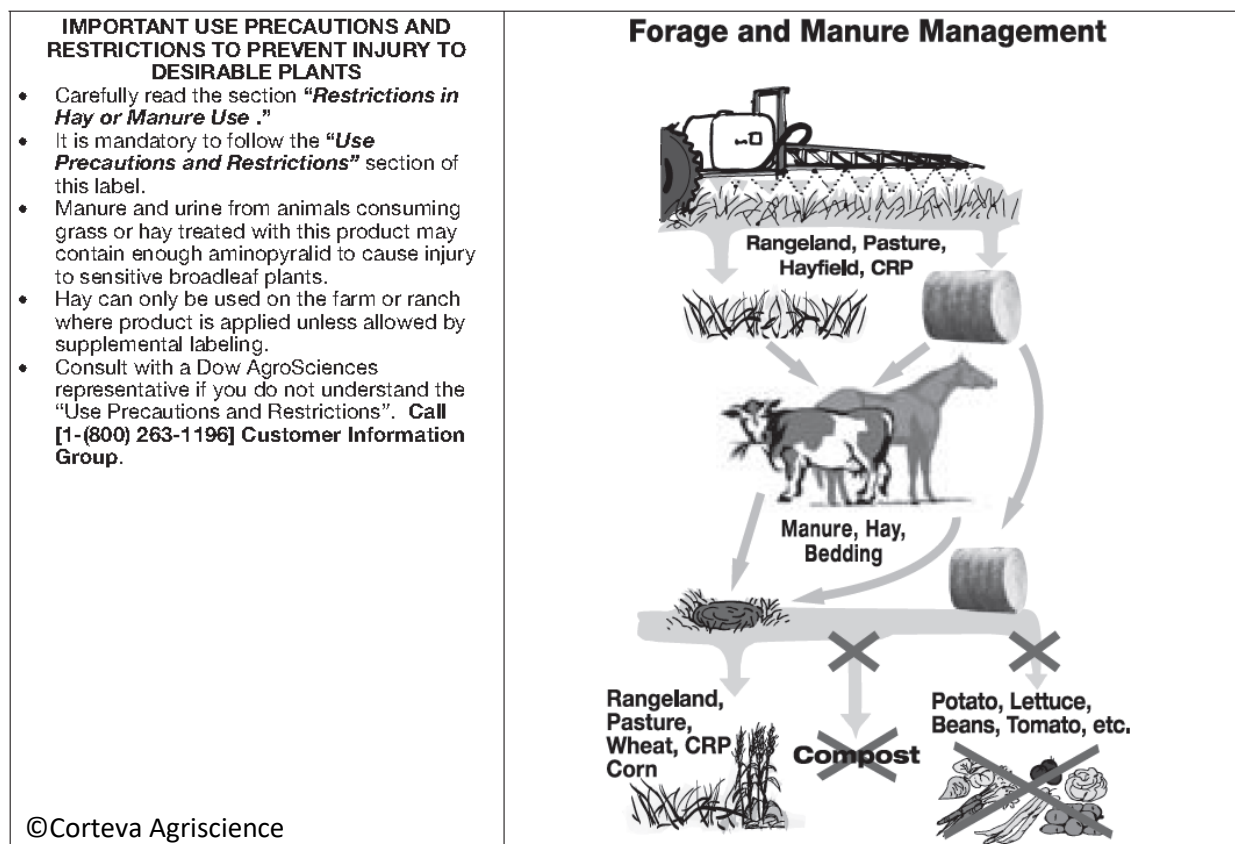 IMPORTANT USE PRECAUTIONS AND
RESTRICTIONS TO PREVENT INJURY TO
DESIRABLE PLANTS
• Carefully read the section “Restrictions in
Hay or Manure Use .”
• It is mandatory to follow the “Use
Precautions and Restrictions” section of
this label.
• Manure and urine from animals consuming
grass or hay treated with this product may
contain enough aminopyralid to cause injury
to sensitive broadleaf plants.
• Hay can only be used on the farm or ranch
where product is applied unless allowed by
supplemental labeling.
• Consult with a Dow AgroSciences
representative if you do not understand the
“Use Precautions and Restrictions”. Call
[1-(800) 263-1196] Customer Information
Group.
©Corteva Agriscience
Forage and Manure Management
Rangeland, Pasture,
Hayfield, CRP
Manure, Hay,
Bedding
Rangeland,
Pasture,
Wheat, CRP
Corn
Compost
Potato, Lettuce,
Beans, Tomato, etc.